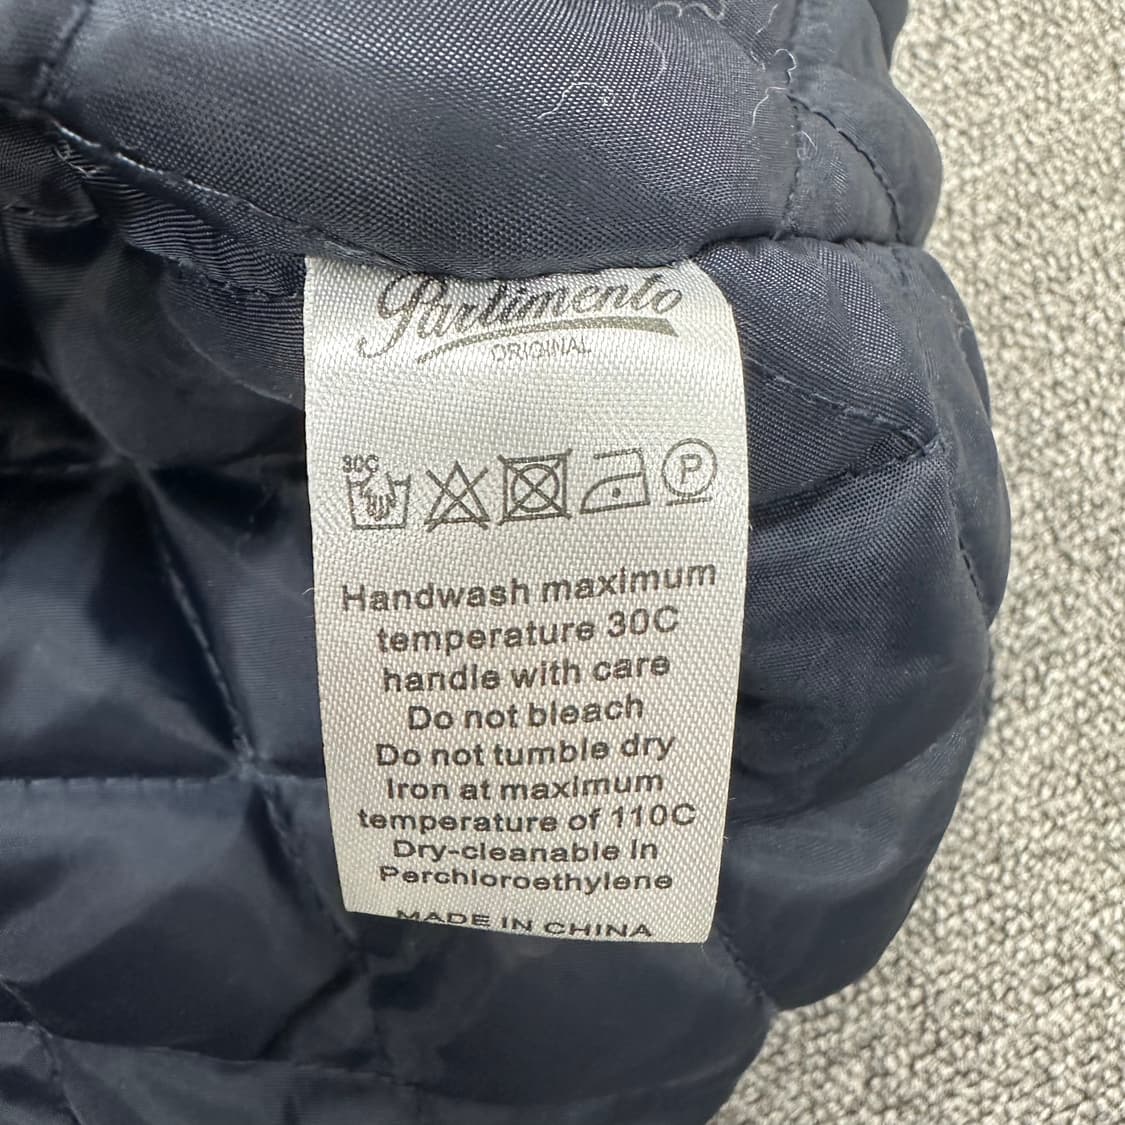 Partimento
ORIGINAL
30C
P
Handwash maximum
temperature 30C
handle with care
Do not bleach
Do not tumble dry
Iron at maximum
temperature of 110C
Dry-cleanable in
Perchloroethylene
MADE IN CHINA